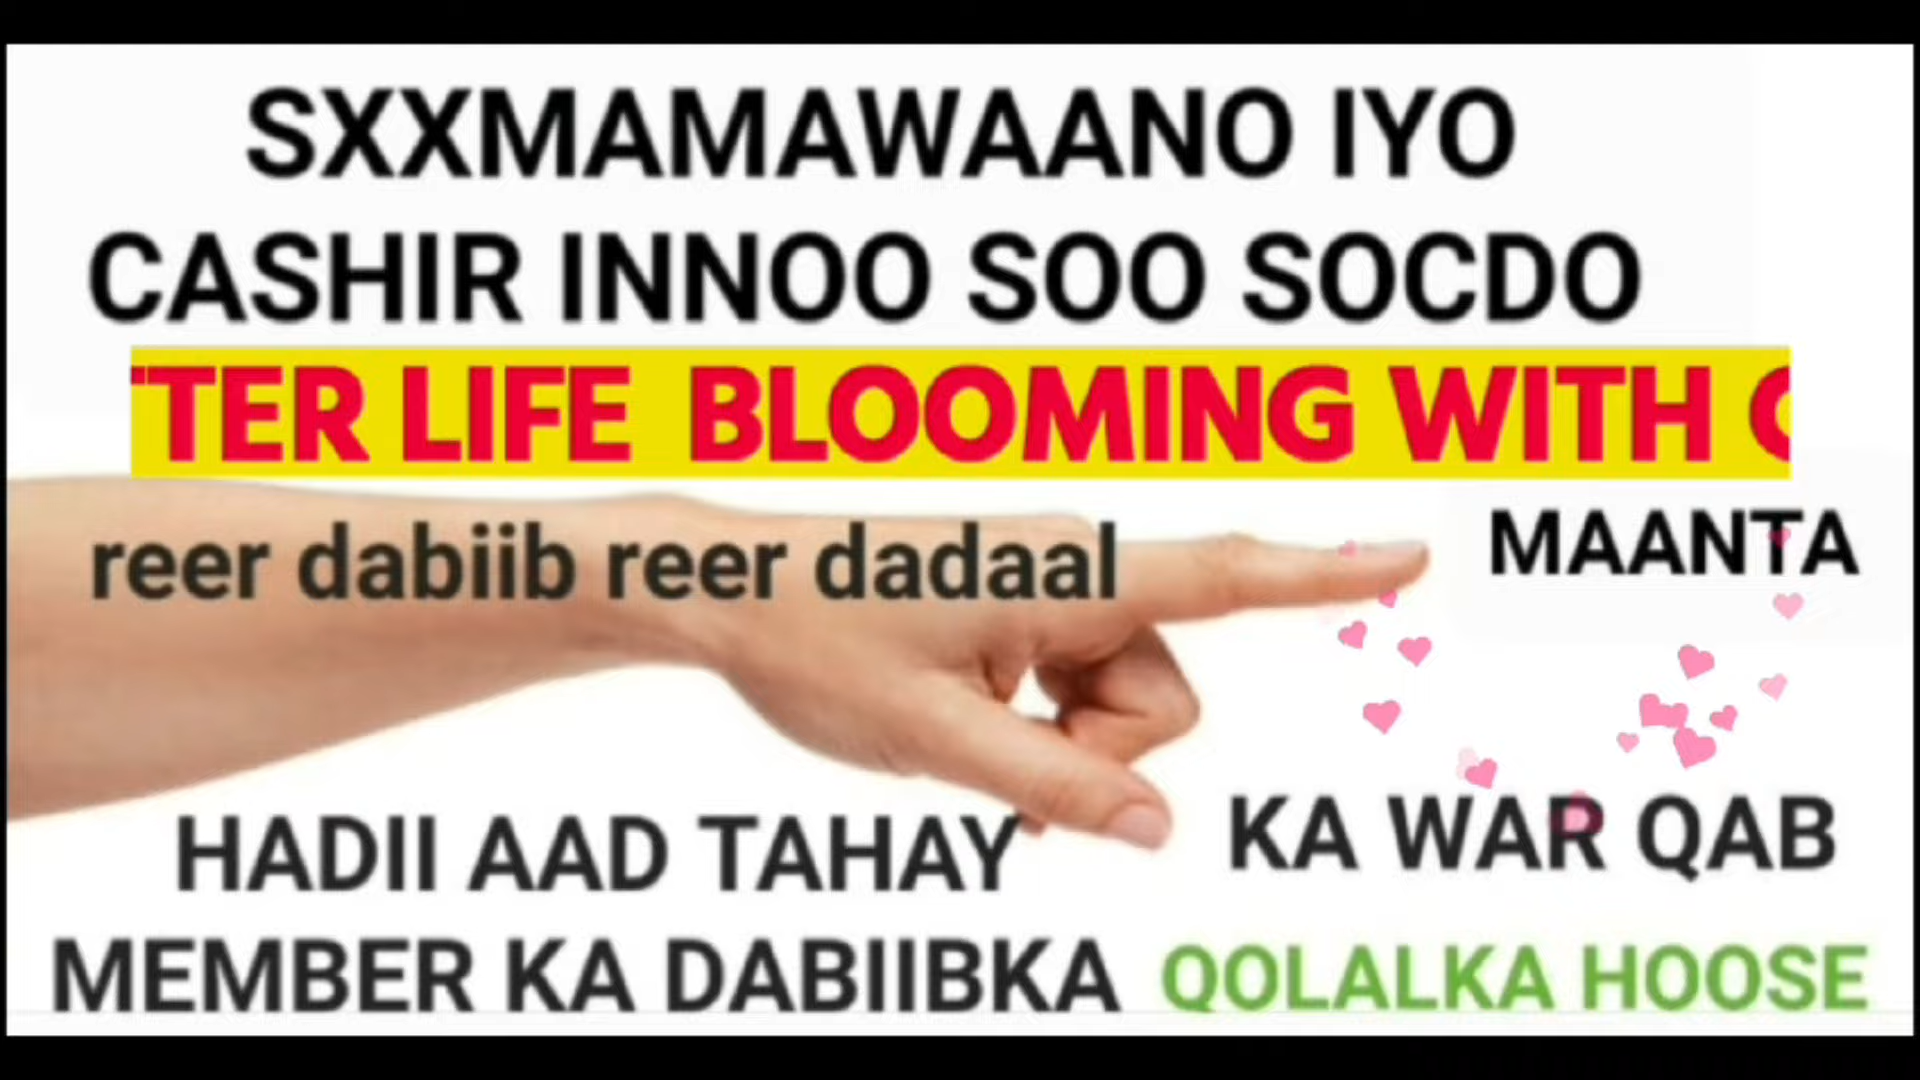 SXXMAMAWAANO IYO
CASHIR INNOO SOO SOCDO
TER LIFE BLOOMING WITH
reer dabiib reer dadaal
MAANTA
HADII AAD TAHAY
MEMBER KA DABIIBKA
KA WAR QAB
QOLALKA HOOSE